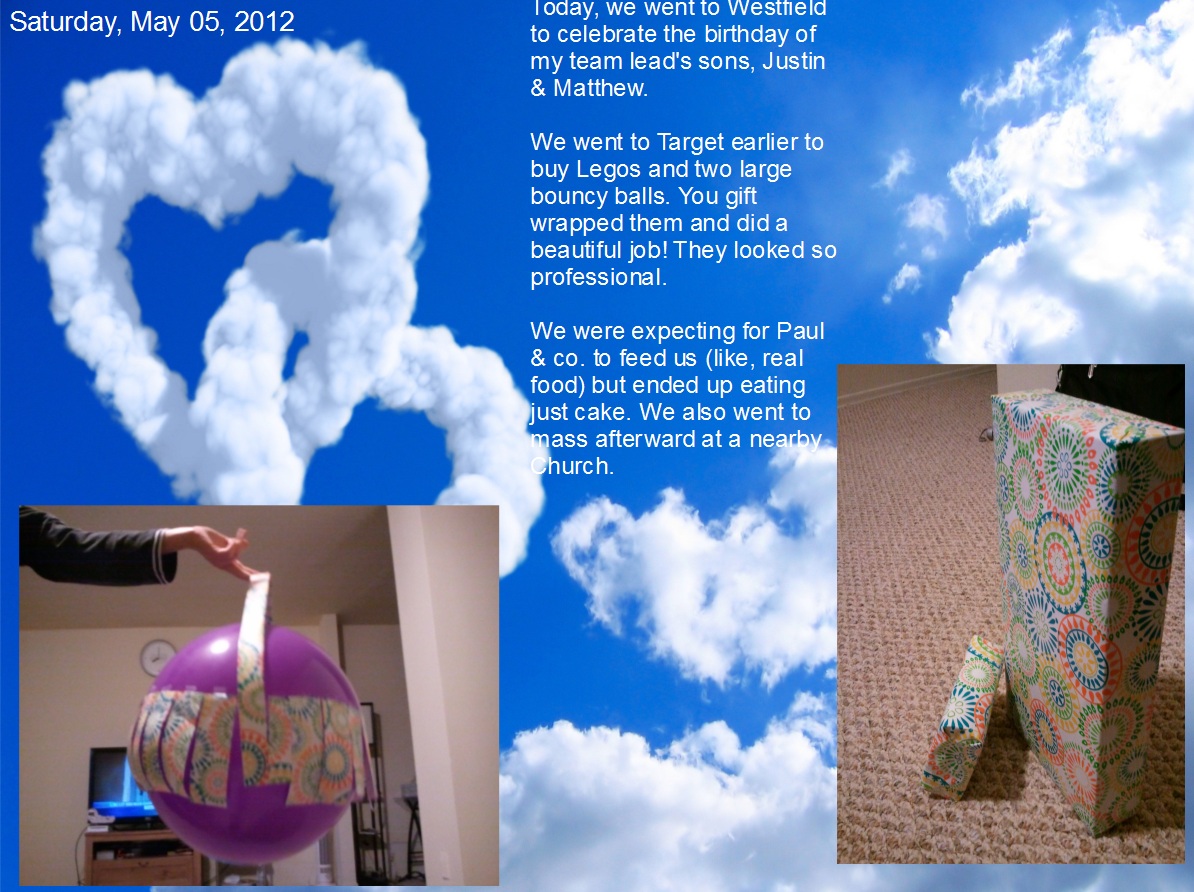 Saturday, May 05, 2012
Today, we went to Westfield
to celebrate the birthday of
my team lead's sons, Justin
& Matthew.
We went to Target earlier to
buy Legos and two large
bouncy balls. You gift
wrapped them and did a
beautiful job! They looked so
professional.
We were expecting for Paul
& co. to feed us (like, real
food) but ended up eating
just cake. We also went to
mass afterward at a nearby
Church.